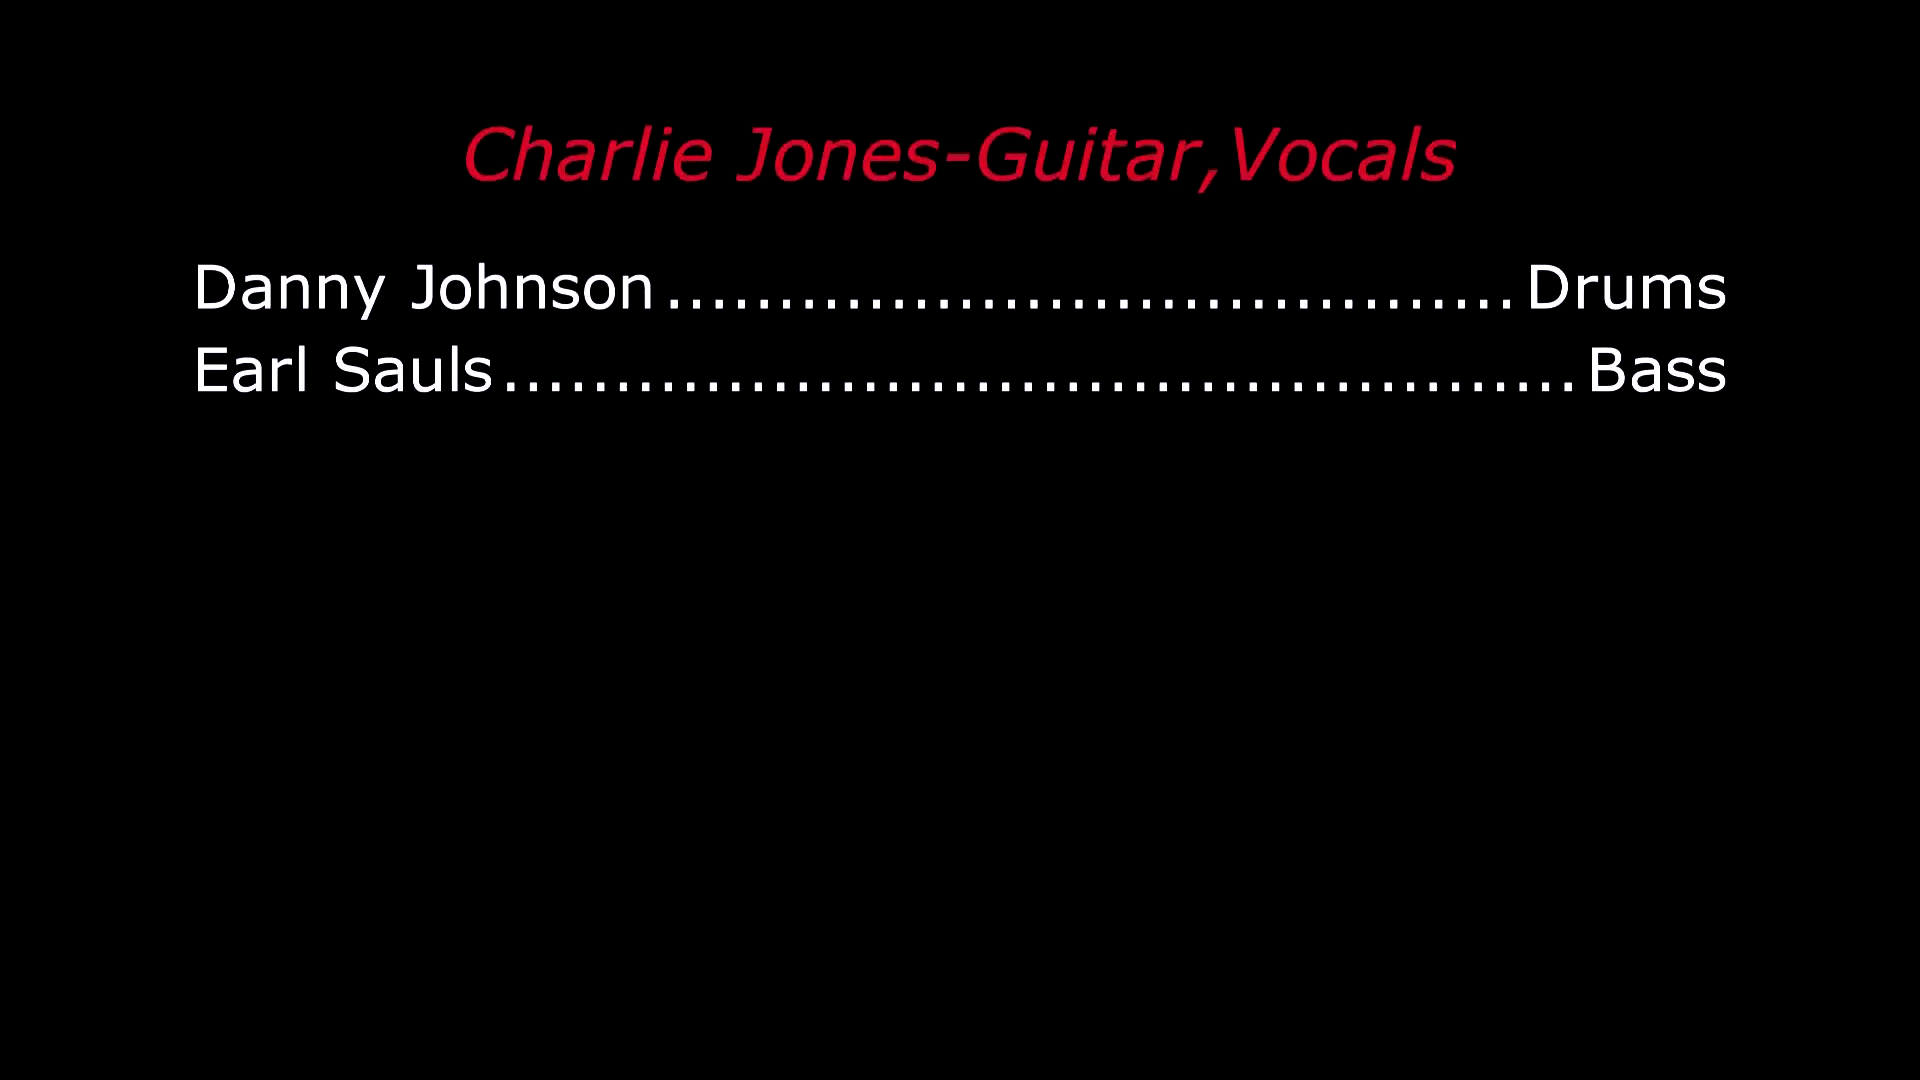 Charlie Jones-Guitar,Vocals
Danny Johnson......................................Drums
Earl Sauls................................................Bass